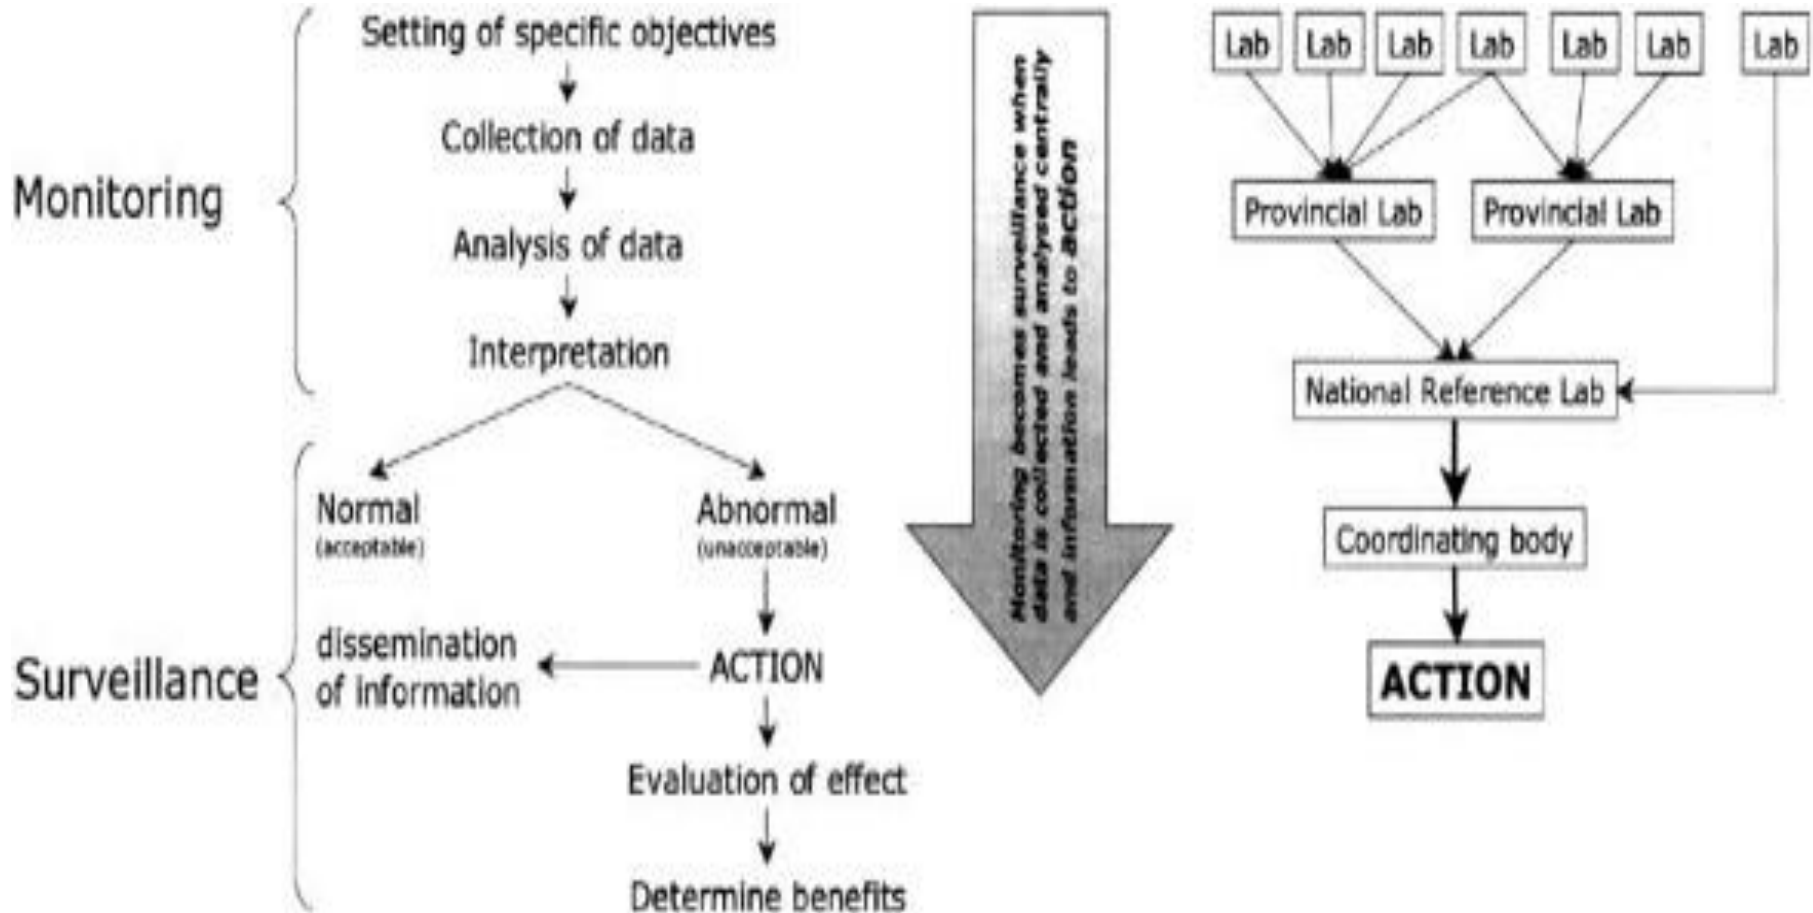 Monitoring
Setting of specific objectives
Collection of data
Analysis of data
Interpretation
Surveillance
Normal
(acceptable)
Abnormal
(unacceptable)
dissemination
of information
ACTION
Evaluation of effect
Determine benefits
Monitoring becomes surveillance when
data is collected and analysed centrally
and information leads to action
Lab
Lab
Lab
Lab
Lab
Lab
Lab
Provincial Lab
Provincial Lab
National Reference Lab
Coordinating body
ACTION